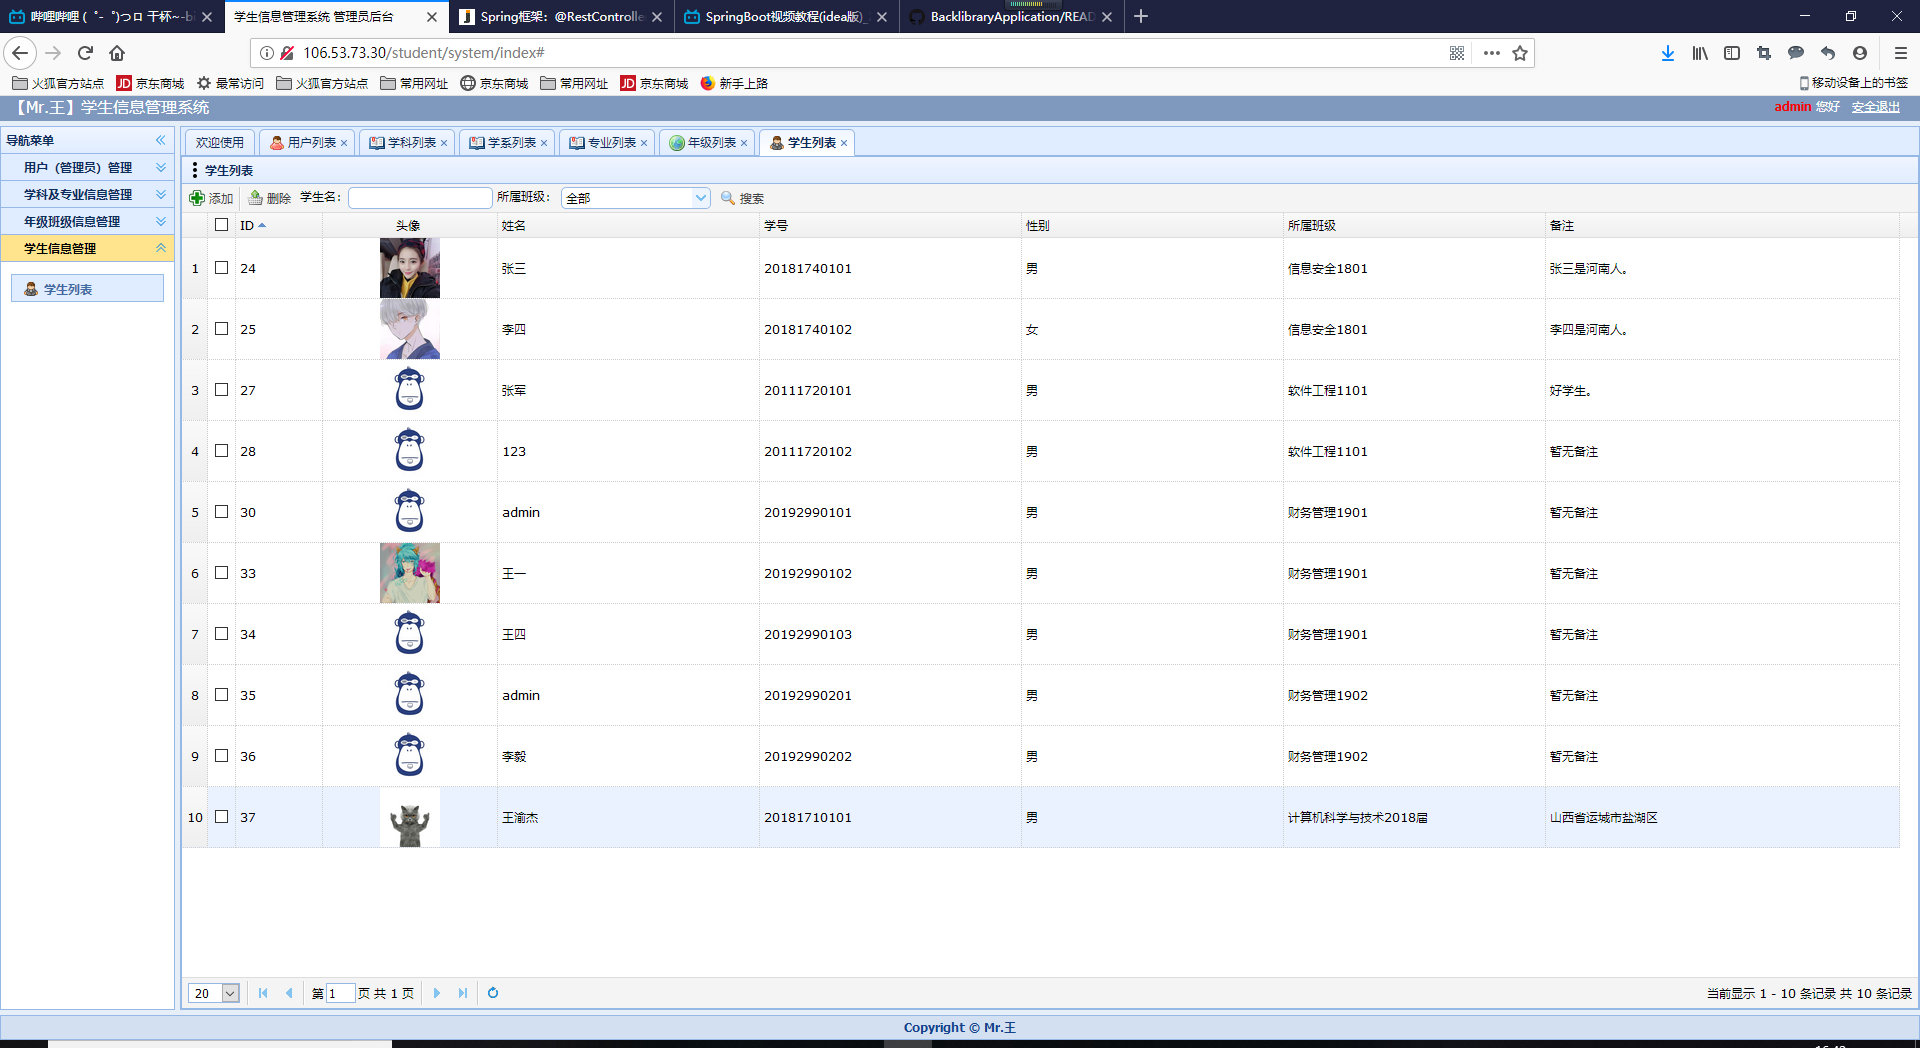 哔哩哔哩 ( ゜- ゜)つロ 干杯~-bi
学生信息管理系统 管理员后台
Spring框架：@RestControlle
SpringBoot视频教程(idea版)_
BacklibraryApplication/READ
106.53.73.30/student/system/index#
火狐官方站点 京东商城 最常访问 火狐官方站点 常用网址 京东商城 常用网址 京东商城 新手上路 移动设备上的书签
【Mr.王】学生信息管理系统
admin 您好 安全退出
导航菜单
用户（管理员）管理
学科及专业信息管理
年级班级信息管理
学生信息管理
学生列表
欢迎使用 用户列表 学科列表 学系列表 专业列表 年级列表 学生列表
学生列表
添加 删除 学生名： 所属班级： 全部 搜索
ID 头像 姓名 学号 性别 所属班级 备注
1 24 张三 20181740101 男 信息安全1801 张三是河南人。
2 25 李四 20181740102 女 信息安全1801 李四是河南人。
3 27 张军 20111720101 男 软件工程1101 好学生。
4 28 123 20111720102 男 软件工程1101 暂无备注
5 30 admin 20192990101 男 财务管理1901 暂无备注
6 33 王一 20192990102 男 财务管理1901 暂无备注
7 34 王四 20192990103 男 财务管理1901 暂无备注
8 35 admin 20192990201 男 财务管理1902 暂无备注
9 36 李毅 20192990202 男 财务管理1902 暂无备注
10 37 王渝杰 20181710101 男 计算机科学与技术2018届 山西省运城市盐湖区
20 第 1 页 共 1 页
当前显示 1 - 10 条记录 共 10 条记录
Copyright © Mr.王